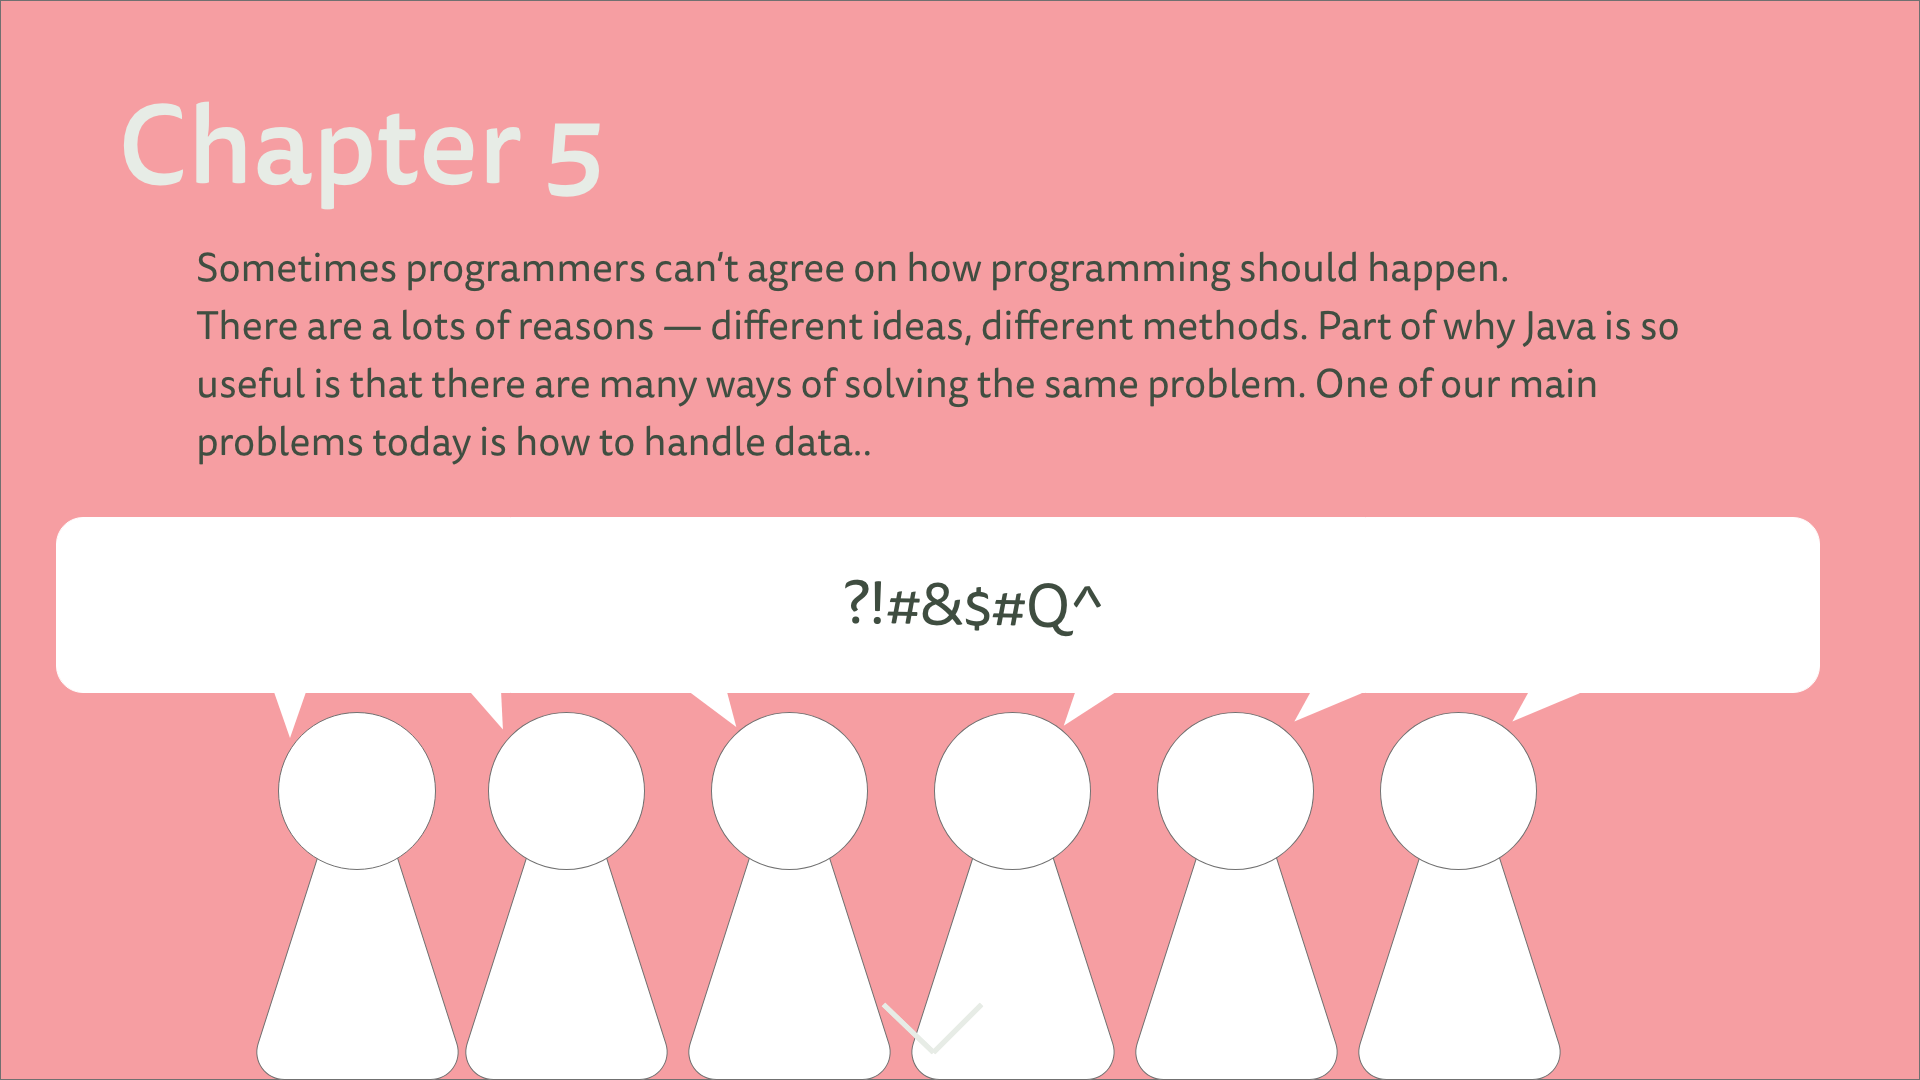 Chapter 5
Sometimes programmers can’t agree on how programming should happen.
There are a lots of reasons — different ideas, different methods. Part of why Java is so
useful is that there are many ways of solving the same problem. One of our main
problems today is how to handle data..
?!#&$#Q^